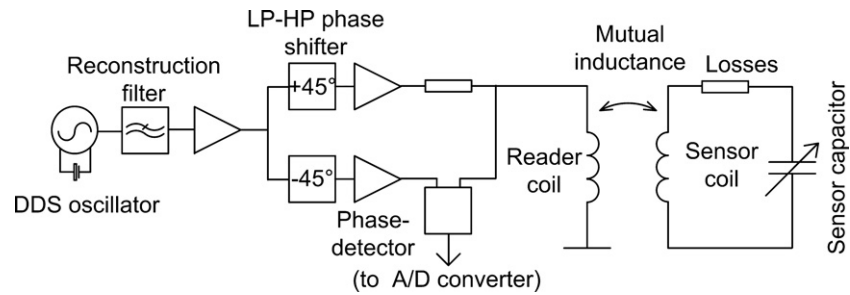 LP-HP phase
shifter
Reconstruction
filter
+45°
-45°
DDS oscillator
Phase-
detector
(to A/D converter)
Mutual
inductance
Reader
coil
Losses
Sensor
coil
Sensor capacitor